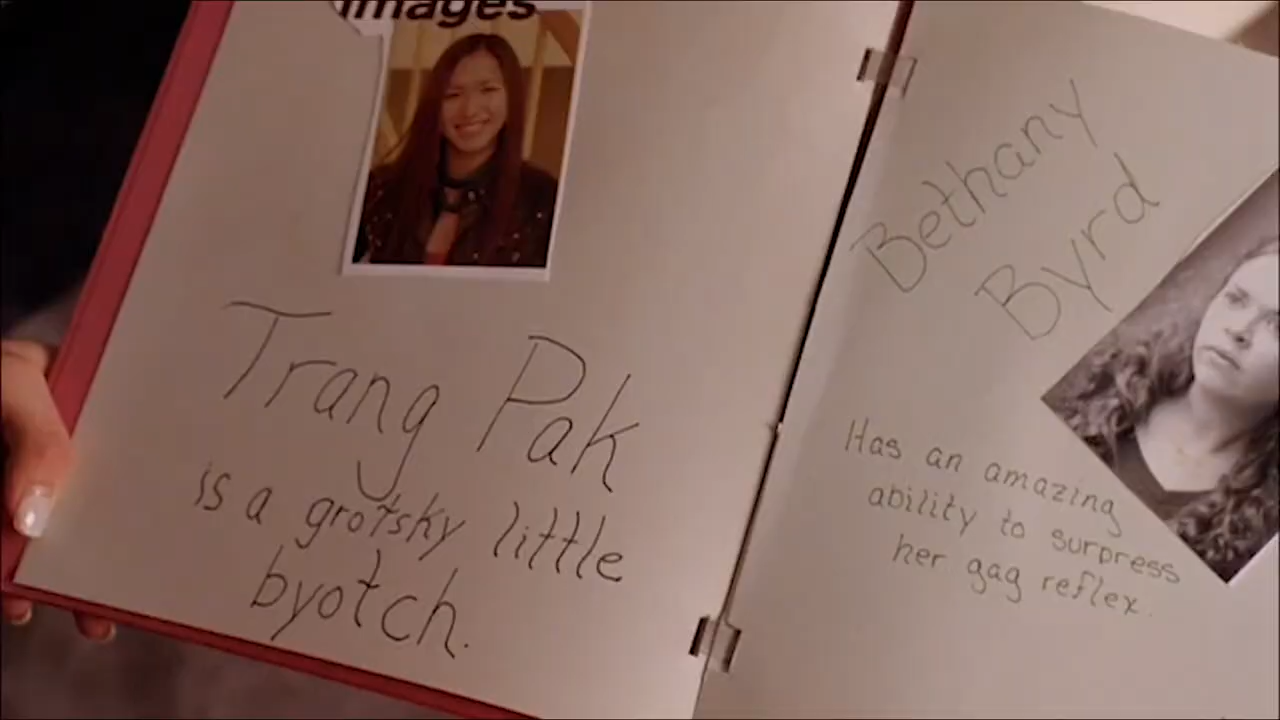 images
Trang Pak
is a grotsky little
byotch.
Bethany
Byrd
Has an amazing
ability to surpress
her gag reflex.